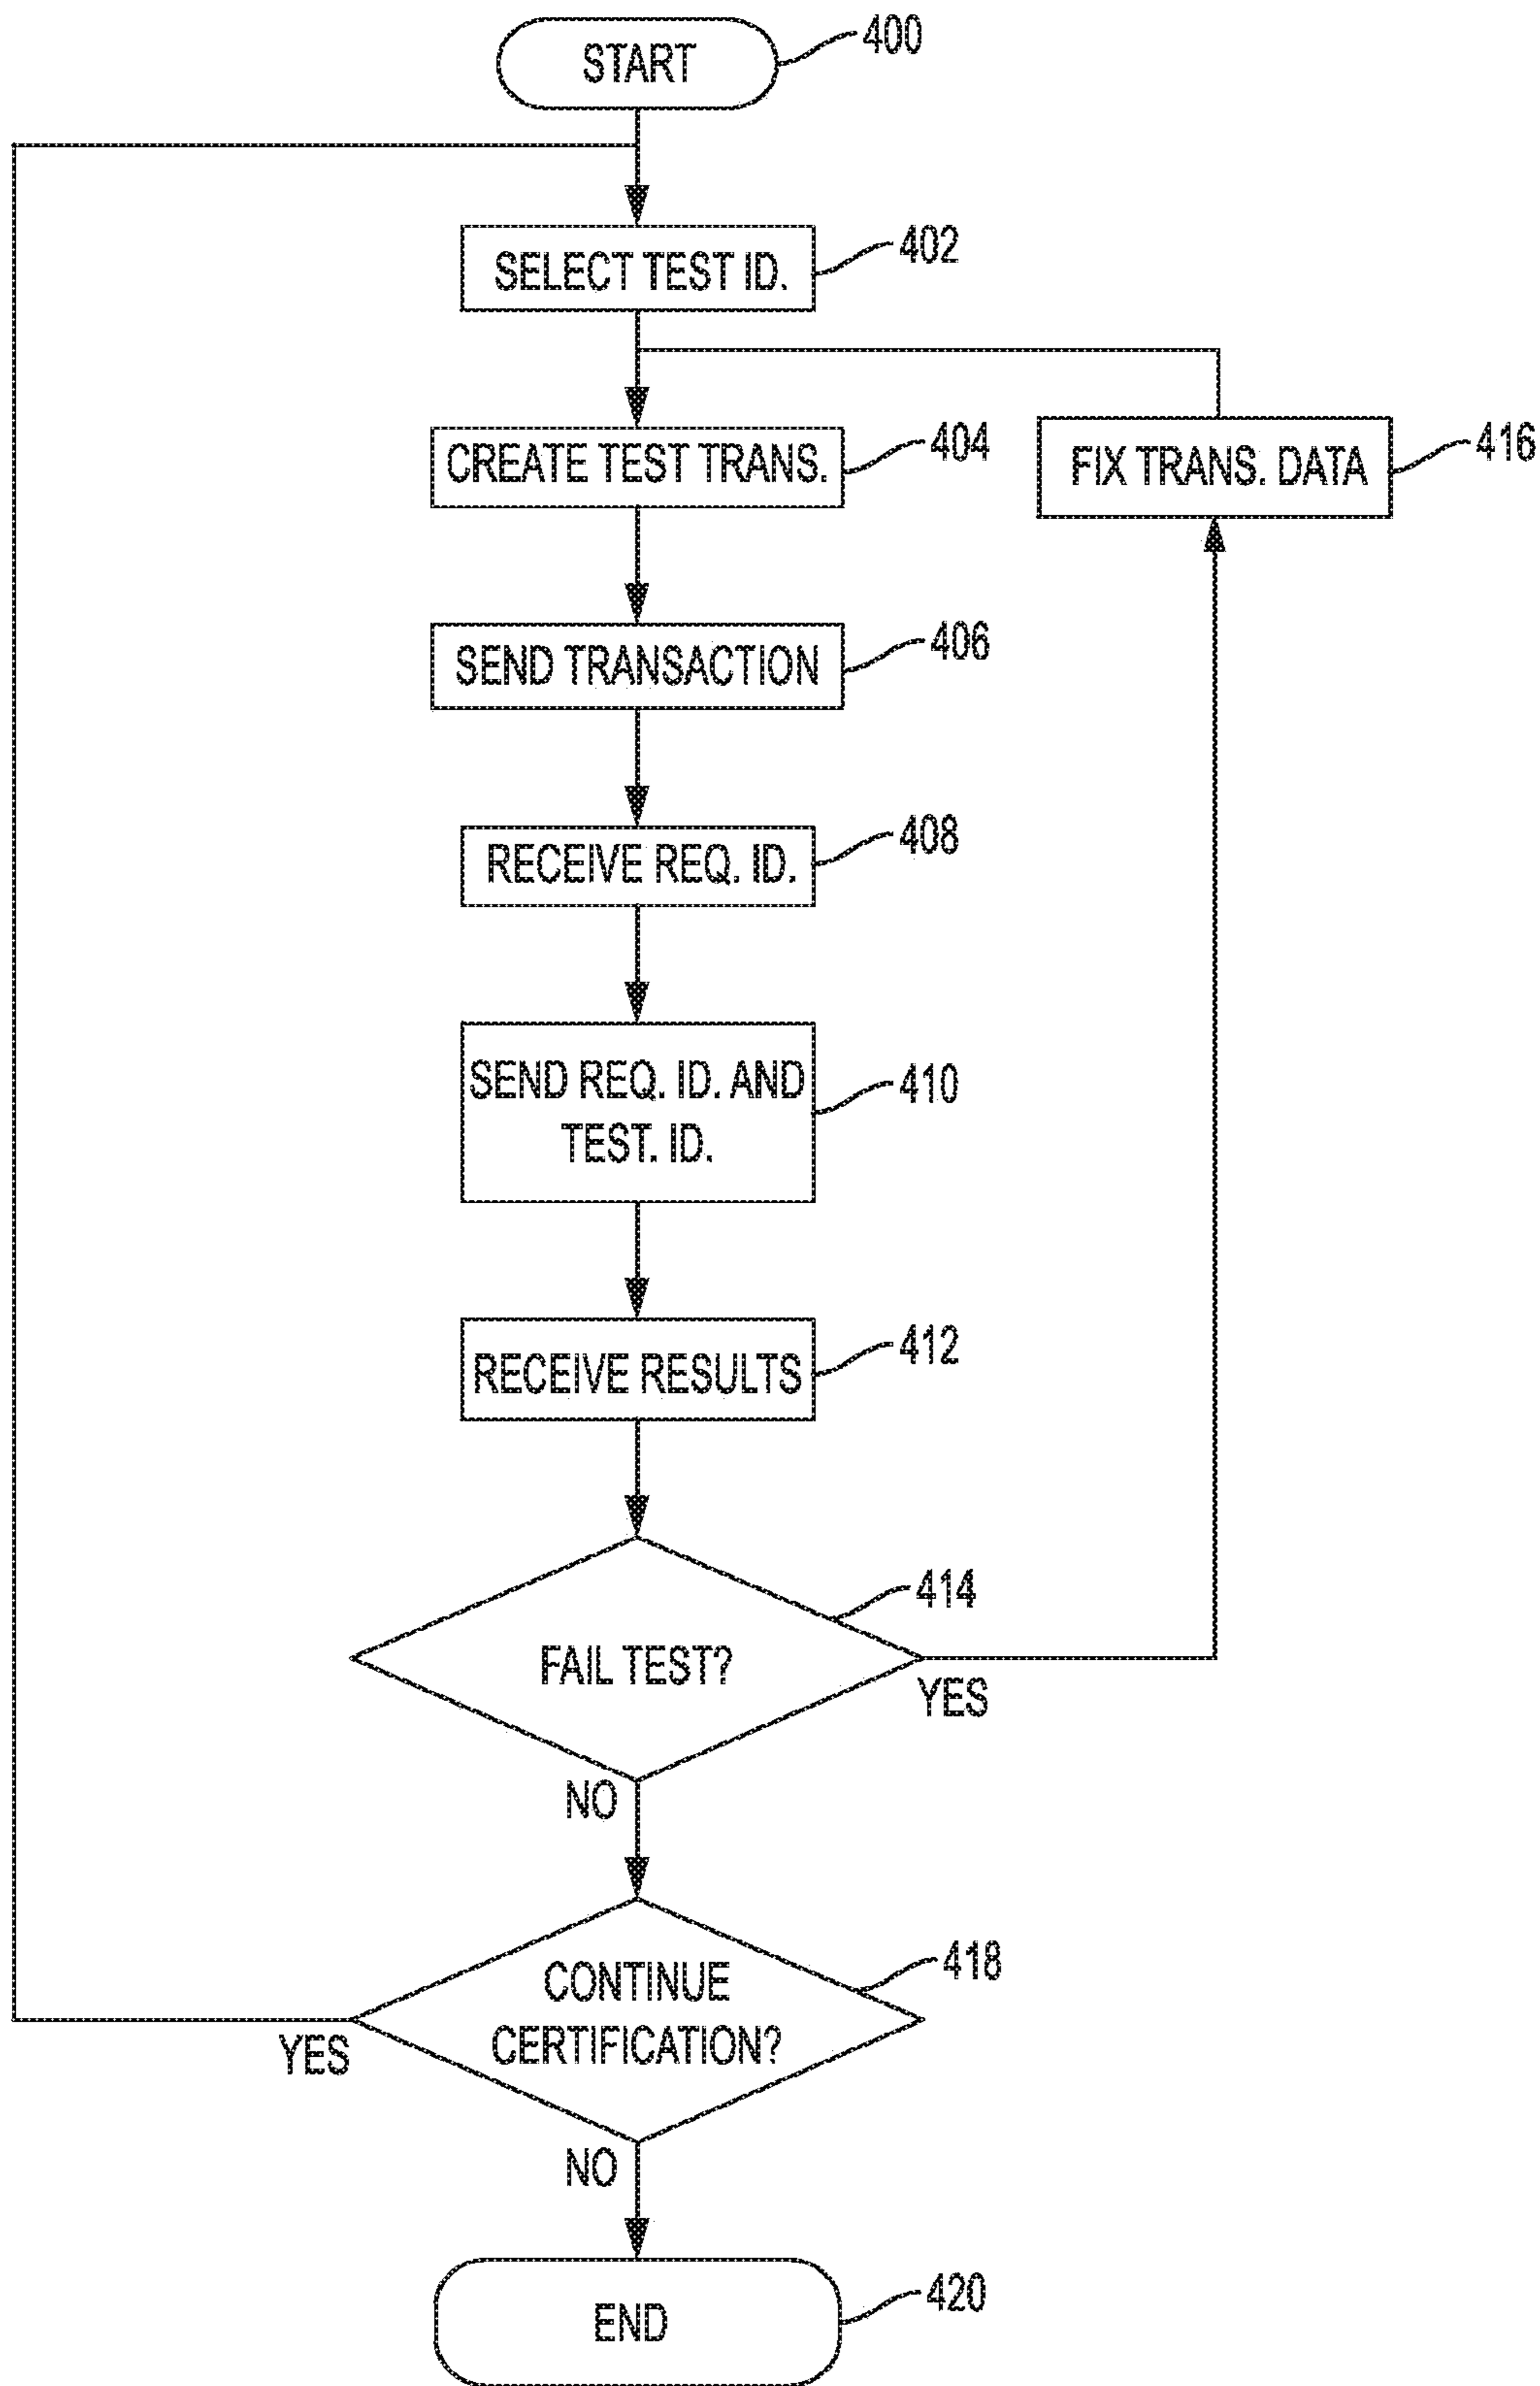 START
400
SELECT TEST ID.
402
CREATE TEST TRANS.
404
FIX TRANS. DATA
416
SEND TRANSACTION
406
RECEIVE REQ. ID.
408
SEND REQ. ID. AND
TEST. ID.
410
RECEIVE RESULTS
412
FAIL TEST?
414
YES
NO
CONTINUE
CERTIFICATION?
418
YES
NO
END
420